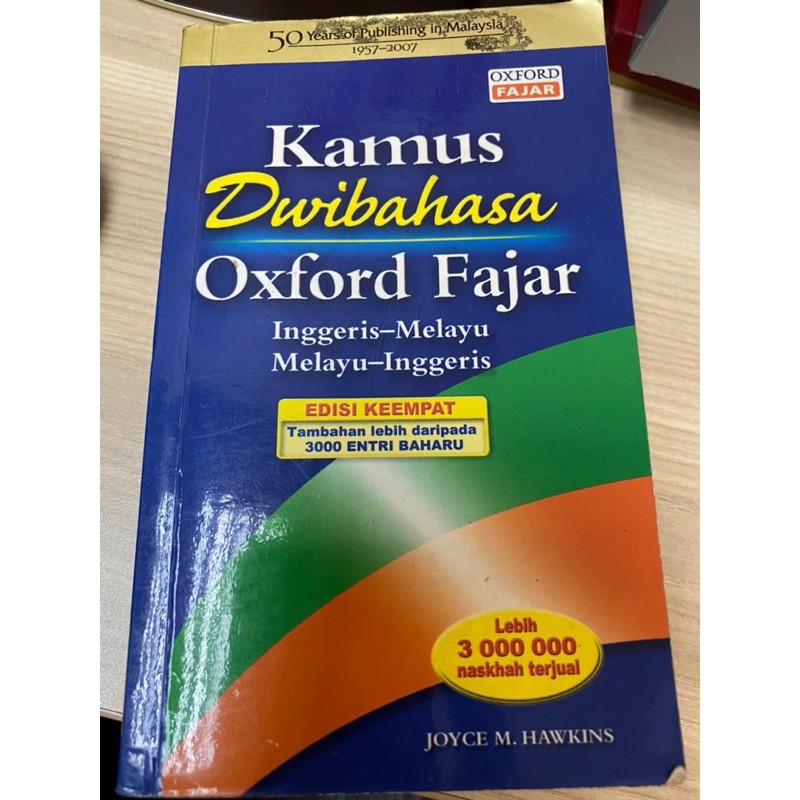 50 Years of Publishing in Malaysia
1957–2007
OXFORD
FAJAR
Kamus
Dwibahasa
Oxford Fajar
Inggeris–Melayu
Melayu–Inggeris
EDISI KEEMPAT
Tambahan lebih daripada
3000 ENTRI BAHARU
Lebih
3 000 000
naskhah terjual
JOYCE M. HAWKINS